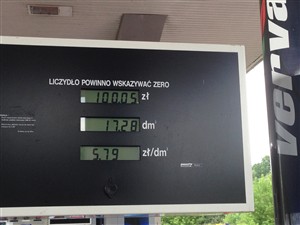 LICZYDŁO POWINNO WSKAZYWAĆ ZERO
100.05 zł
17.28 dm³
5.79 zł/dm³
verva